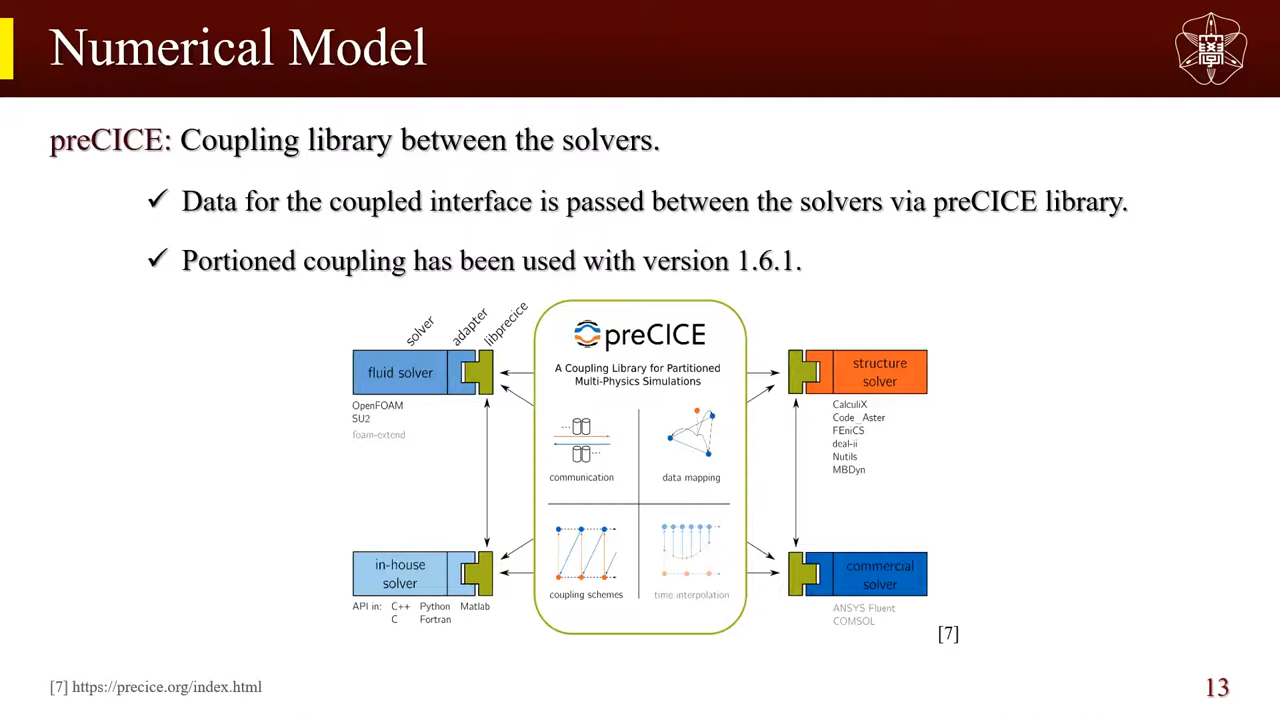 Numerical Model
preCICE: Coupling library between the solvers.
✓ Data for the coupled interface is passed between the solvers via preCICE library.
✓ Portioned coupling has been used with version 1.6.1.
solver
adapter
libprecice
fluid solver
OpenFOAM
SU2
foam-extend
preCICE
A Coupling Library for Partitioned
Multi-Physics Simulations
communication
data mapping
coupling schemes
time interpolation
structure
solver
CalculiX
Code_Aster
FEniCS
deal-ii
Nutils
MBDyn
in-house
solver
API in: C++ Python Matlab
C Fortran
commercial
solver
ANSYS Fluent
COMSOL
[7]
[7] https://precice.org/index.html
13